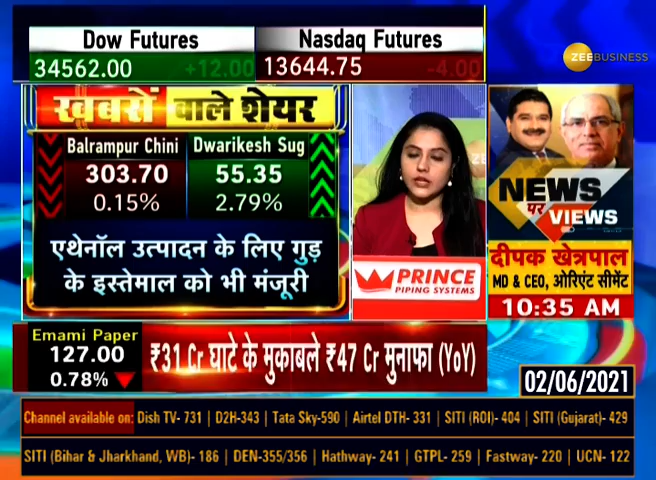 Dow Futures
34562.00 +12.00
Nasdaq Futures
13644.75 -4.00
ZEEBUSINESS
खबरों वाले शेयर
Balrampur Chini
303.70
0.15%
Dwarikesh Sug
55.35
2.79%
एथेनॉल उत्पादन के लिए गुड़
के इस्तेमाल को भी मंजूरी
PRINCE
PIPING SYSTEMS
NEWS
पर
VIEWS
दीपक खेत्रपाल
MD & CEO, ओरिएंट सीमेंट
10:35 AM
Emami Paper
127.00
0.78%
₹31 Cr घाटे के मुकाबले ₹47 Cr मुनाफा (YoY)
02/06/2021
Channel available on: Dish TV- 731 | D2H-343 | Tata Sky-590 | Airtel DTH- 331 | SITI (ROI)- 404 | SITI (Gujarat)- 429
SITI (Bihar & Jharkhand, WB)- 186 | DEN-355/356 | Hathway- 241 | GTPL- 259 | Fastway- 220 | UCN- 122